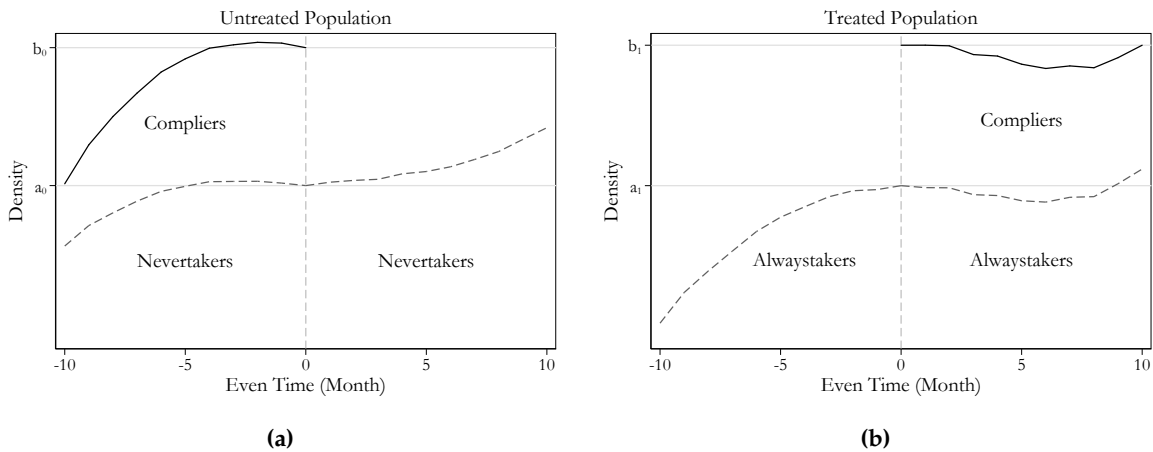 Untreated Population
b₀
a₀
Density
Compliers
Nevertakers
Nevertakers
-10
-5
0
5
10
Even Time (Month)
(a)
Treated Population
b₁
a₁
Density
Compliers
Alwaystakers
Alwaystakers
-10
-5
0
5
10
Even Time (Month)
(b)